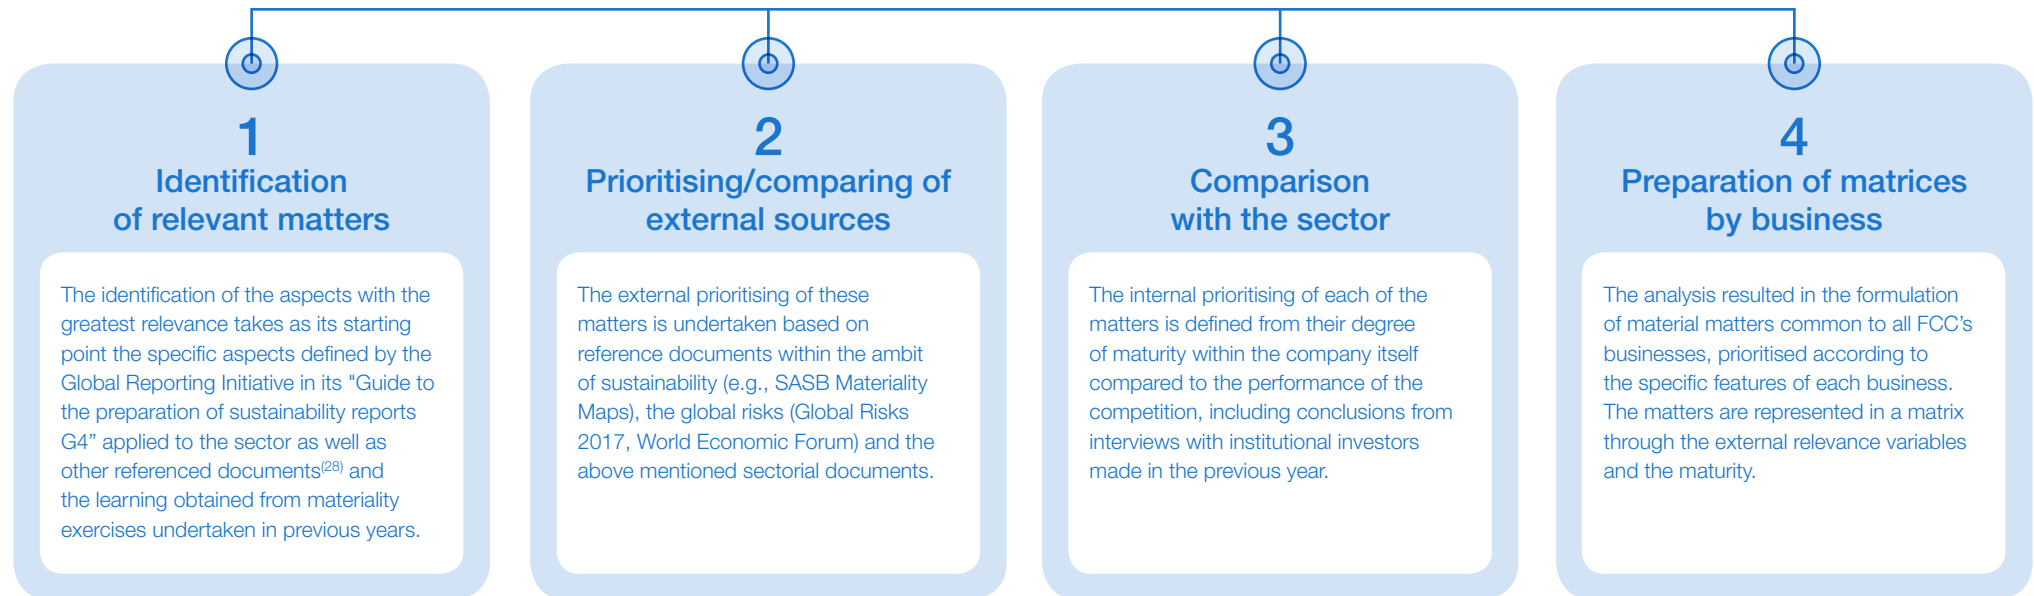 1
Identification
of relevant matters
The identification of the aspects with the
greatest relevance takes as its starting
point the specific aspects defined by the
Global Reporting Initiative in its "Guide to
the preparation of sustainability reports
G4” applied to the sector as well as
other referenced documents(28) and
the learning obtained from materiality
exercises undertaken in previous years.
2
Prioritising/comparing of
external sources
The external prioritising of these
matters is undertaken based on
reference documents within the ambit
of sustainability (e.g., SASB Materiality
Maps), the global risks (Global Risks
2017, World Economic Forum) and the
above mentioned sectorial documents.
3
Comparison
with the sector
The internal prioritising of each of the
matters is defined from their degree
of maturity within the company itself
compared to the performance of the
competition, including conclusions from
interviews with institutional investors
made in the previous year.
4
Preparation of matrices
by business
The analysis resulted in the formulation
of material matters common to all FCC’s
businesses, prioritised according to
the specific features of each business.
The matters are represented in a matrix
through the external relevance variables
and the maturity.